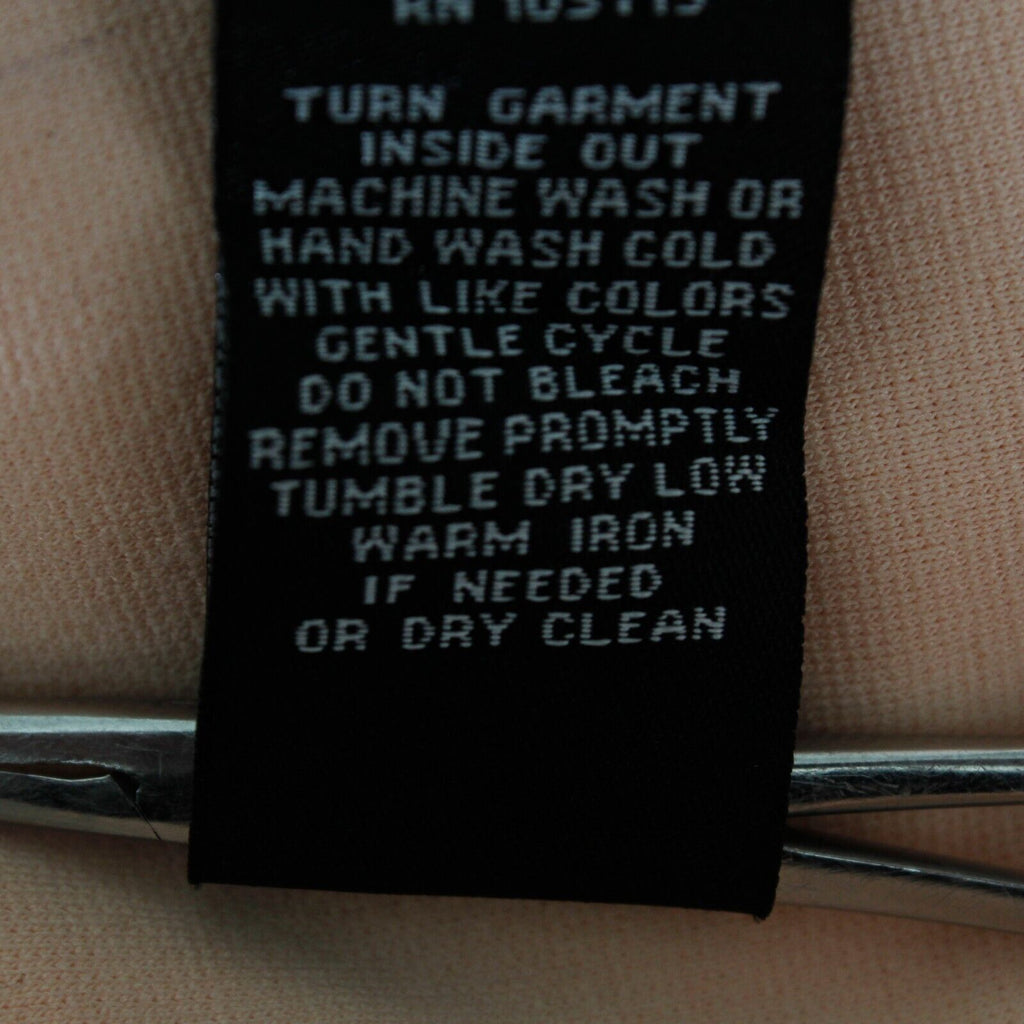 RN
TURN GARMENT
INSIDE OUT
MACHINE WASH OR
HAND WASH COLD
WITH LIKE COLORS
GENTLE CYCLE
DO NOT BLEACH
REMOVE PROMPTLY
TUMBLE DRY LOW
WARM IRON
IF NEEDED
OR DRY CLEAN